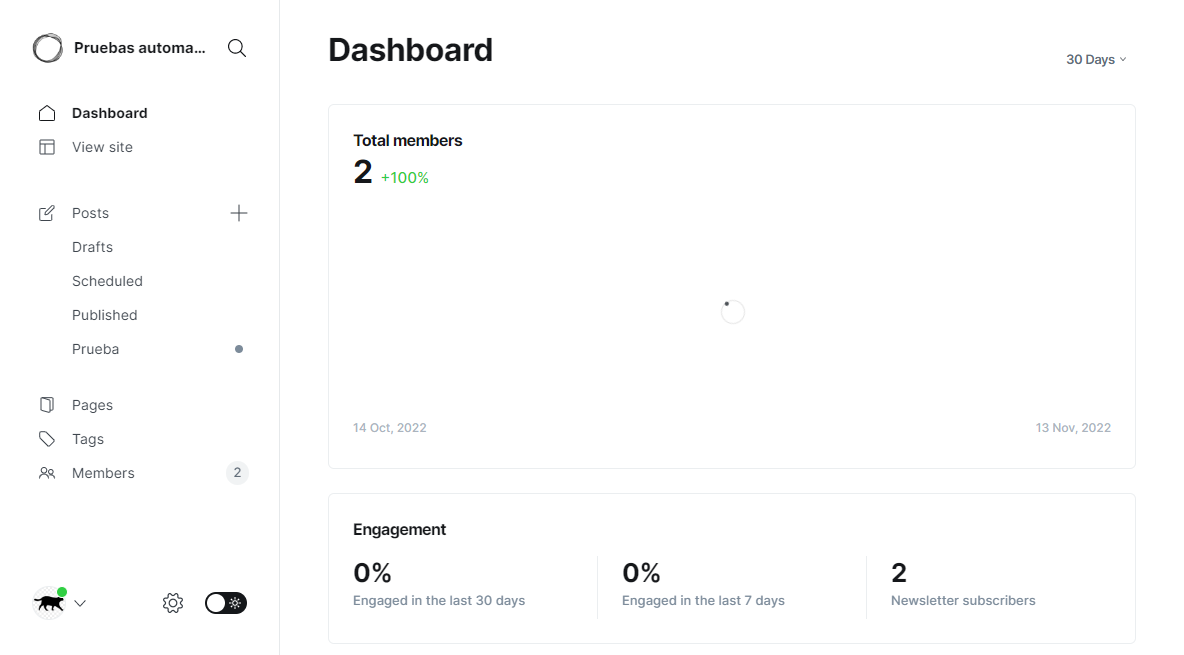 Pruebas automa...
Dashboard
View site
Posts
Drafts
Scheduled
Published
Prueba
Pages
Tags
Members 2
Dashboard
30 Days
Total members
2 +100%
14 Oct, 2022 13 Nov, 2022
Engagement
0% 0% 2
Engaged in the last 30 days Engaged in the last 7 days Newsletter subscribers